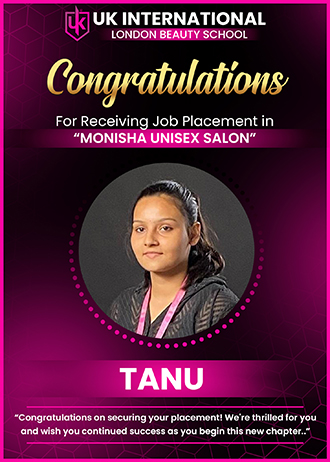 UK INTERNATIONAL
LONDON BEAUTY SCHOOL
Congratulations
For Receiving Job Placement in
“MONISHA UNISEX SALON”
TANU
“Congratulations on securing your placement! We're thrilled for you
and wish you continued success as you begin this new chapter..”